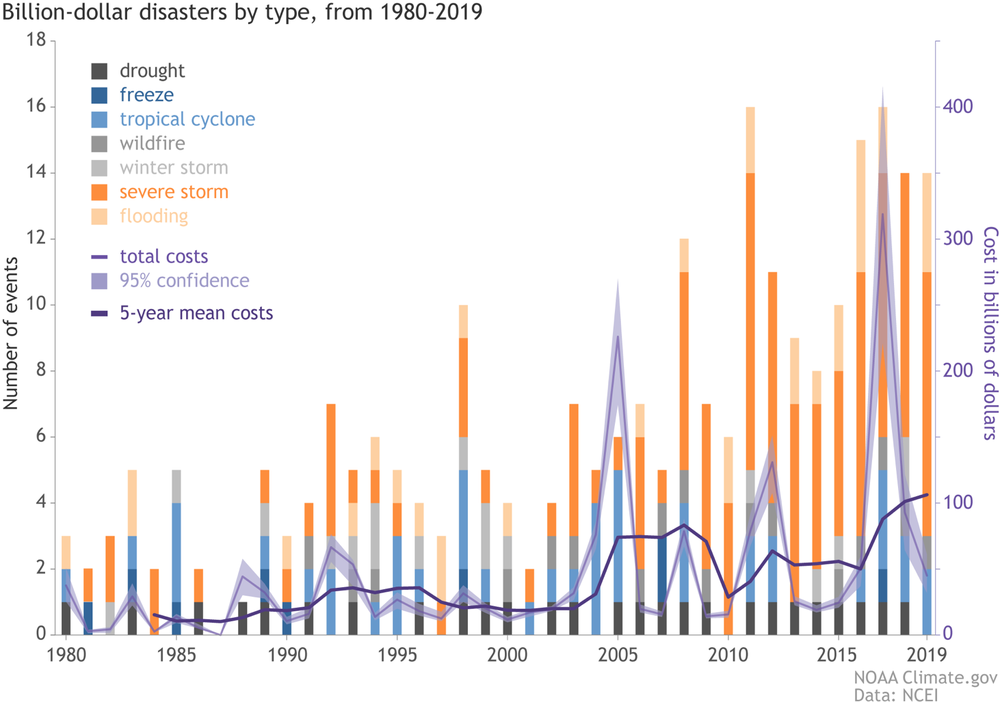 Billion-dollar disasters by type, from 1980-2019
18
16
14
12
10
8
6
4
2
0
Number of events
drought
freeze
tropical cyclone
wildfire
winter storm
severe storm
flooding
total costs
95% confidence
5-year mean costs
400
300
200
100
0
Cost in billions of dollars
1980
1985
1990
1995
2000
2005
2010
2015
2019
NOAA Climate.gov
Data: NCEI